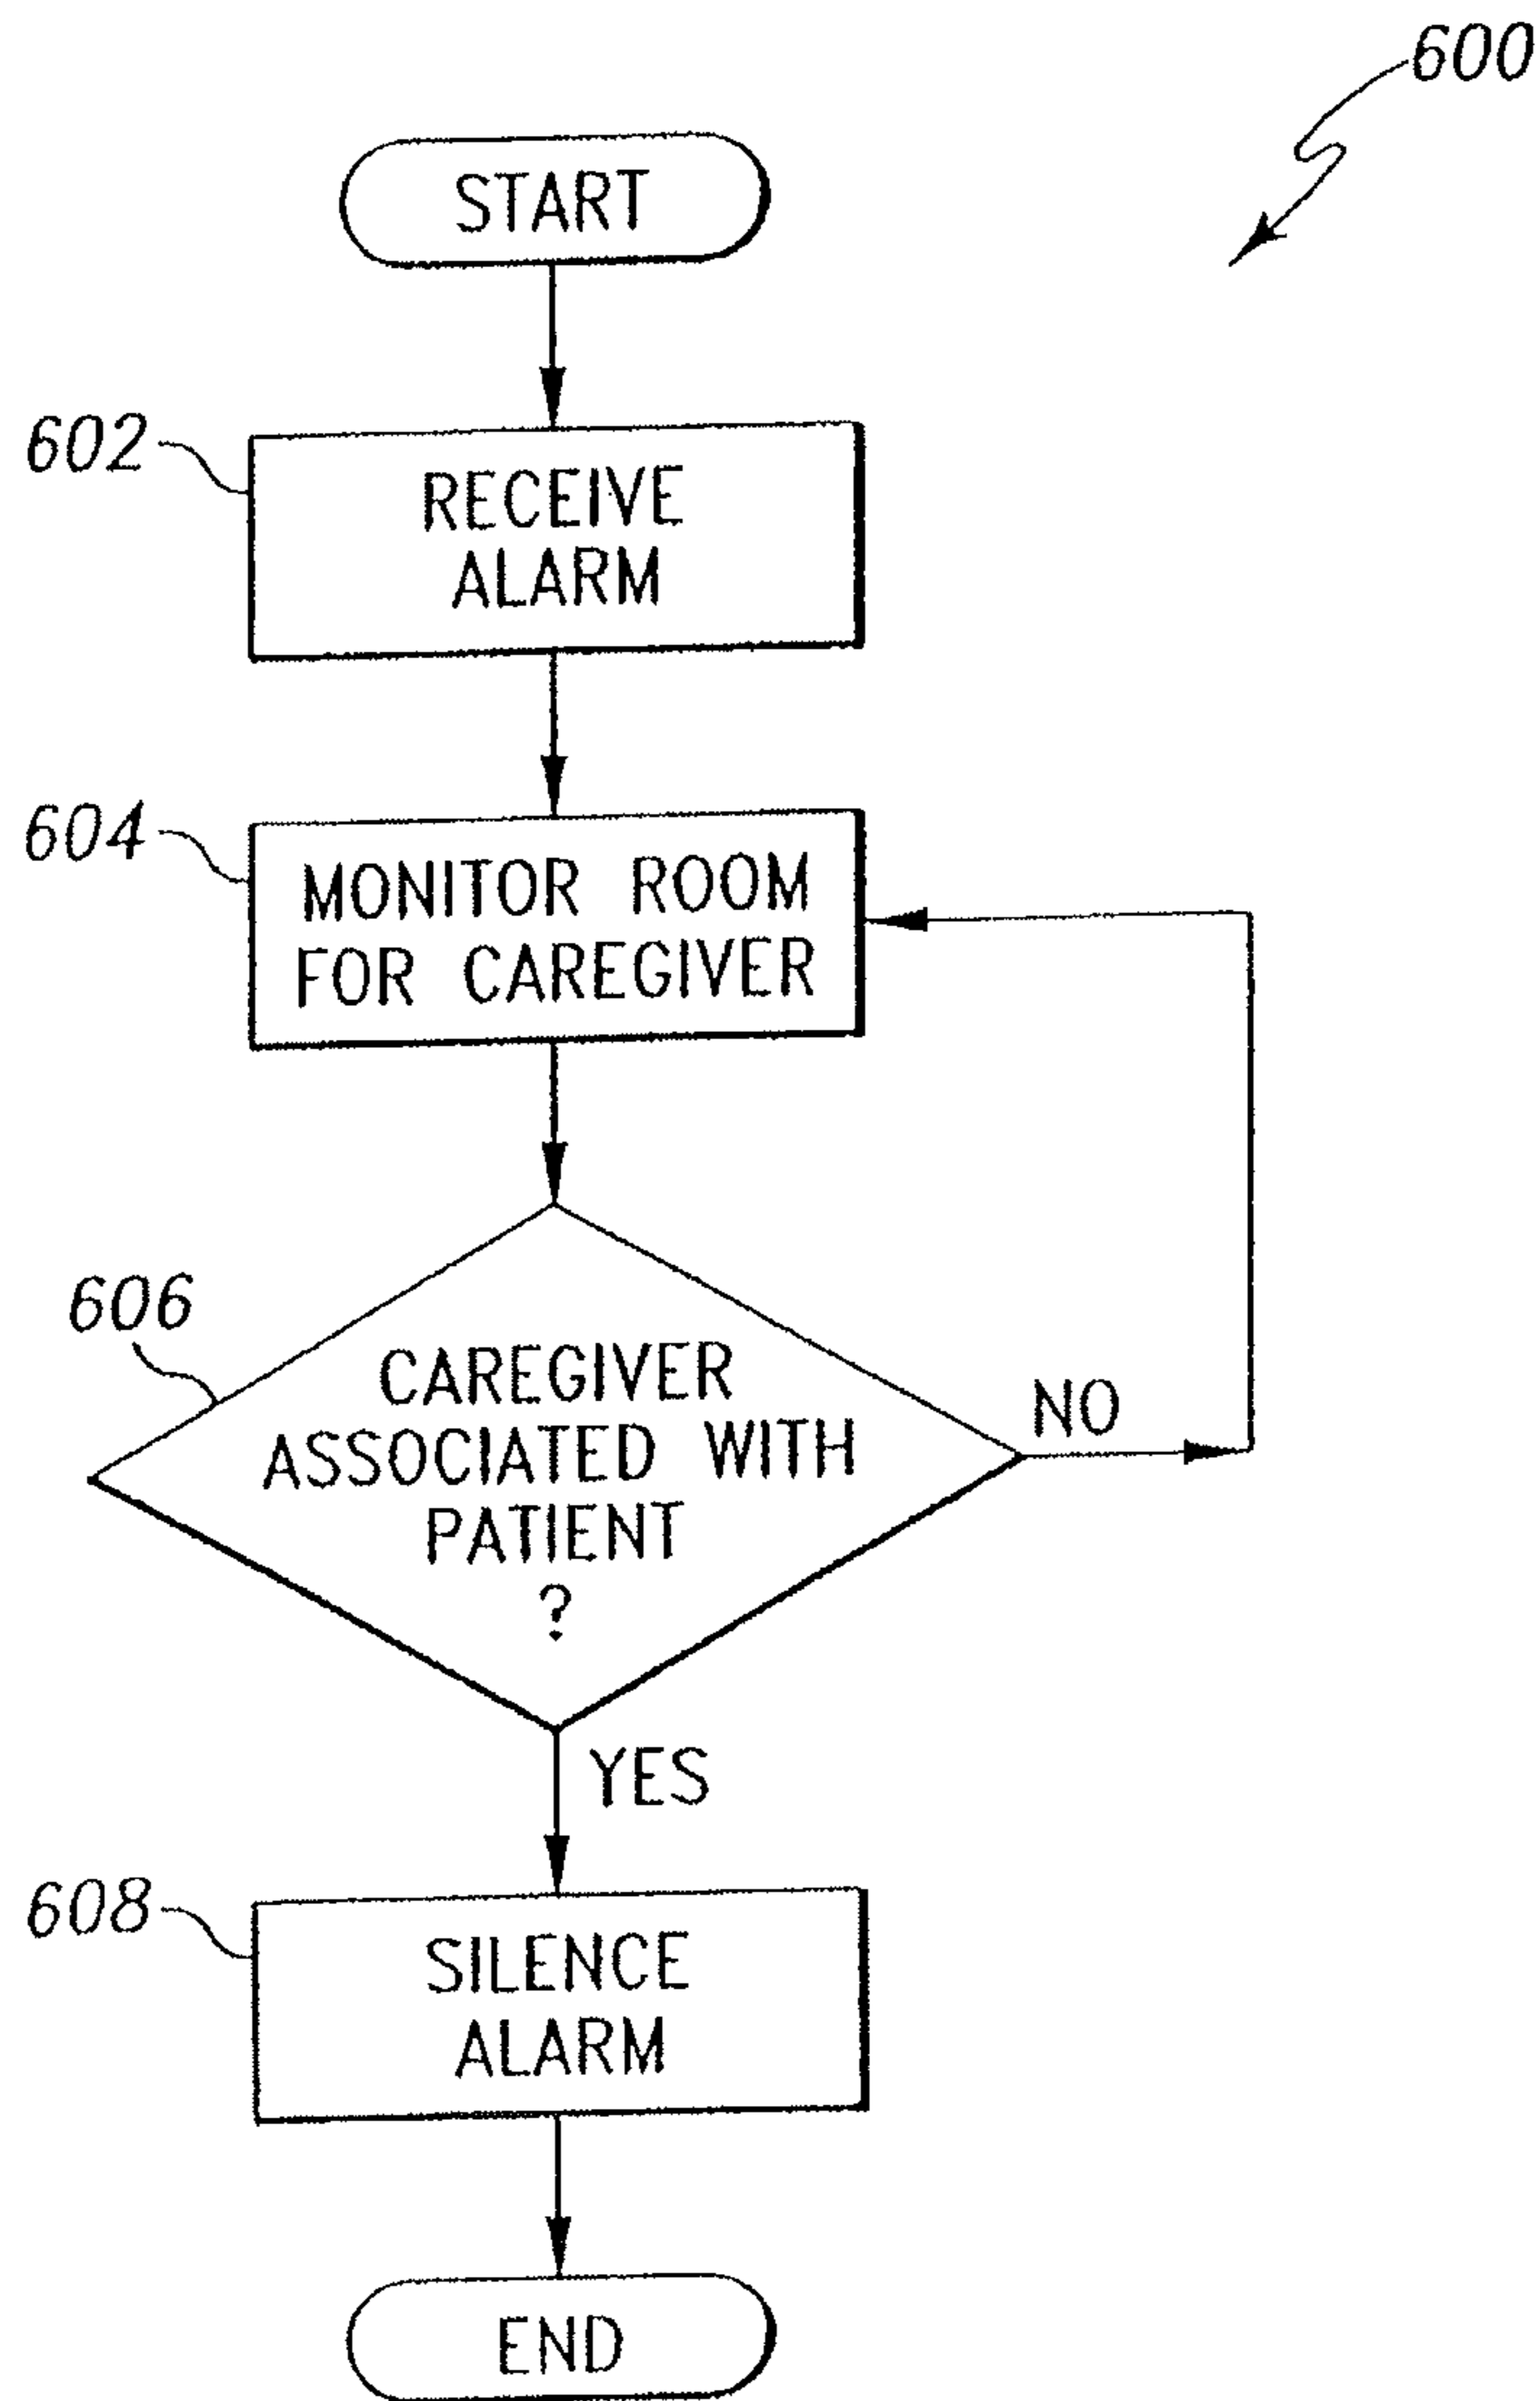 600
START
602
RECEIVE
ALARM
604
MONITOR ROOM
FOR CAREGIVER
606
CAREGIVER
ASSOCIATED WITH
PATIENT
?
NO
YES
608
SILENCE
ALARM
END